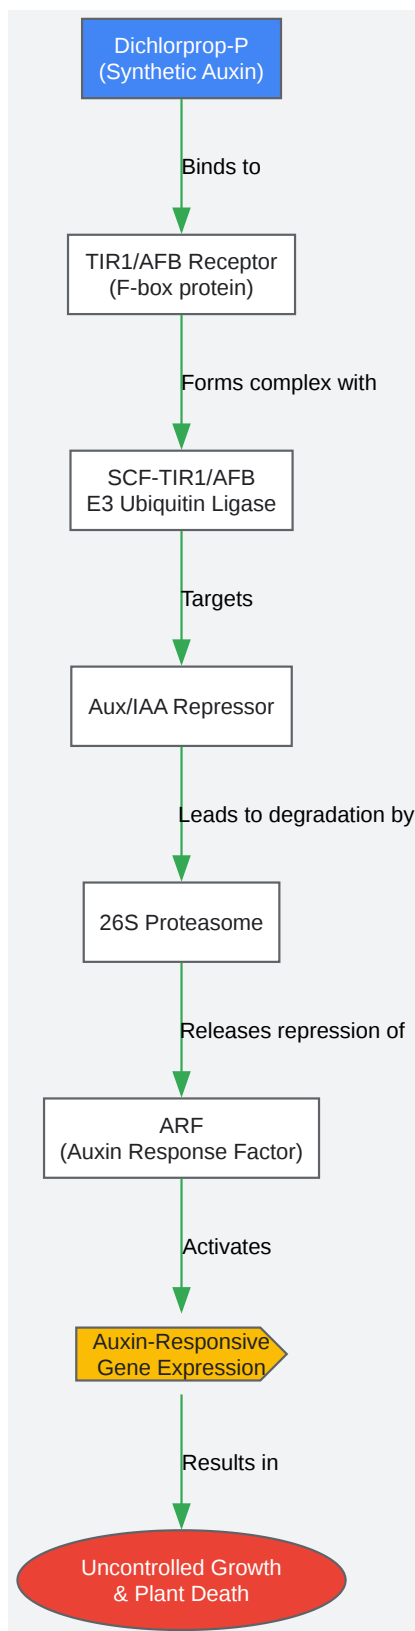 Dichlorprop-P
(Synthetic Auxin)
Binds to
TIR1/AFB Receptor
(F-box protein)
Forms complex with
SCF-TIR1/AFB
E3 Ubiquitin Ligase
Targets
Aux/IAA Repressor
Leads to degradation by
26S Proteasome
Releases repression of
ARF
(Auxin Response Factor)
Activates
Auxin-Responsive
Gene Expression
Results in
Uncontrolled Growth
& Plant Death